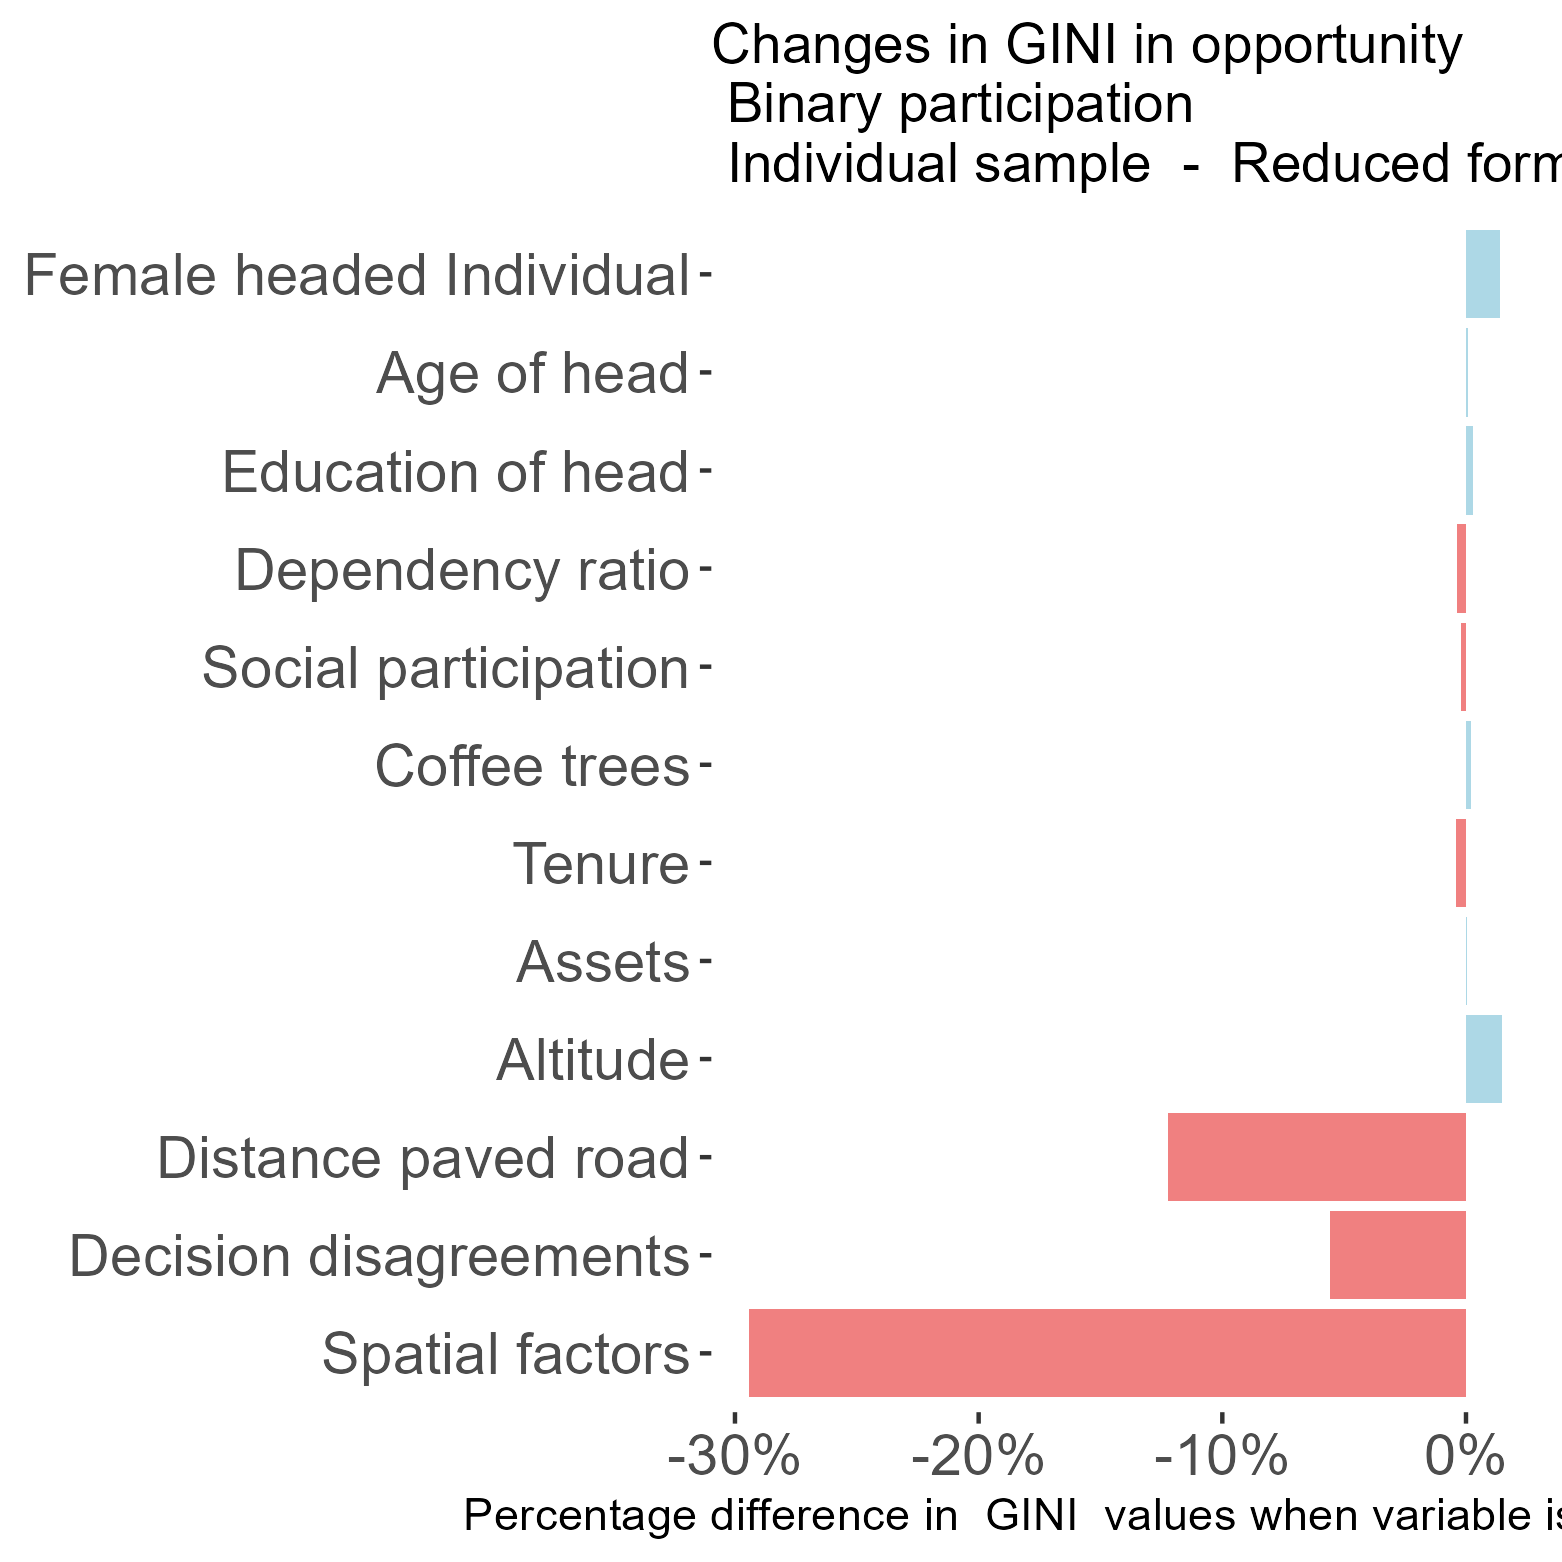 Changes in GINI in opportunity
Binary participation
Individual sample - Reduced form
Female headed Individual
Age of head
Education of head
Dependency ratio
Social participation
Coffee trees
Tenure
Assets
Altitude
Distance paved road
Decision disagreements
Spatial factors
-30% -20% -10% 0%
Percentage difference in GINI values when variable is